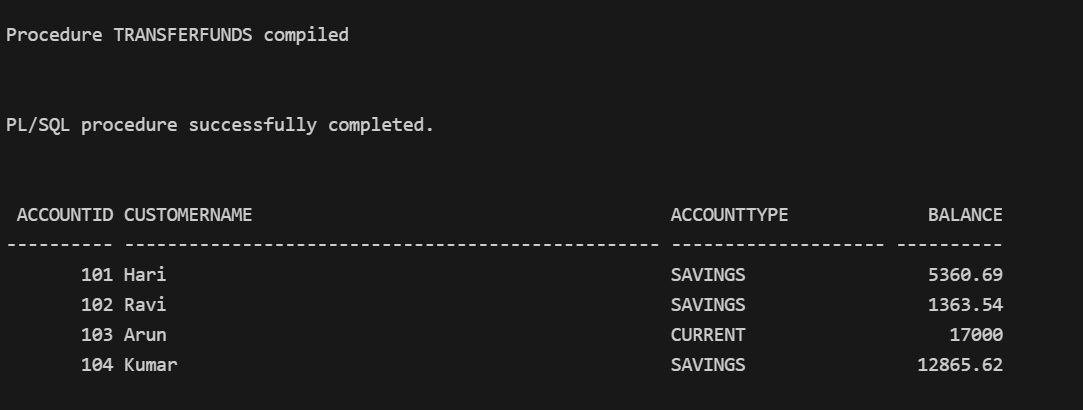 Procedure TRANSFERFUNDS compiled
PL/SQL procedure successfully completed.
ACCOUNTID CUSTOMERNAME ACCOUNTTYPE BALANCE
---------- -------------------------------------------------- -------------------- ----------
101 Hari SAVINGS 5360.69
102 Ravi SAVINGS 1363.54
103 Arun CURRENT 17000
104 Kumar SAVINGS 12865.62